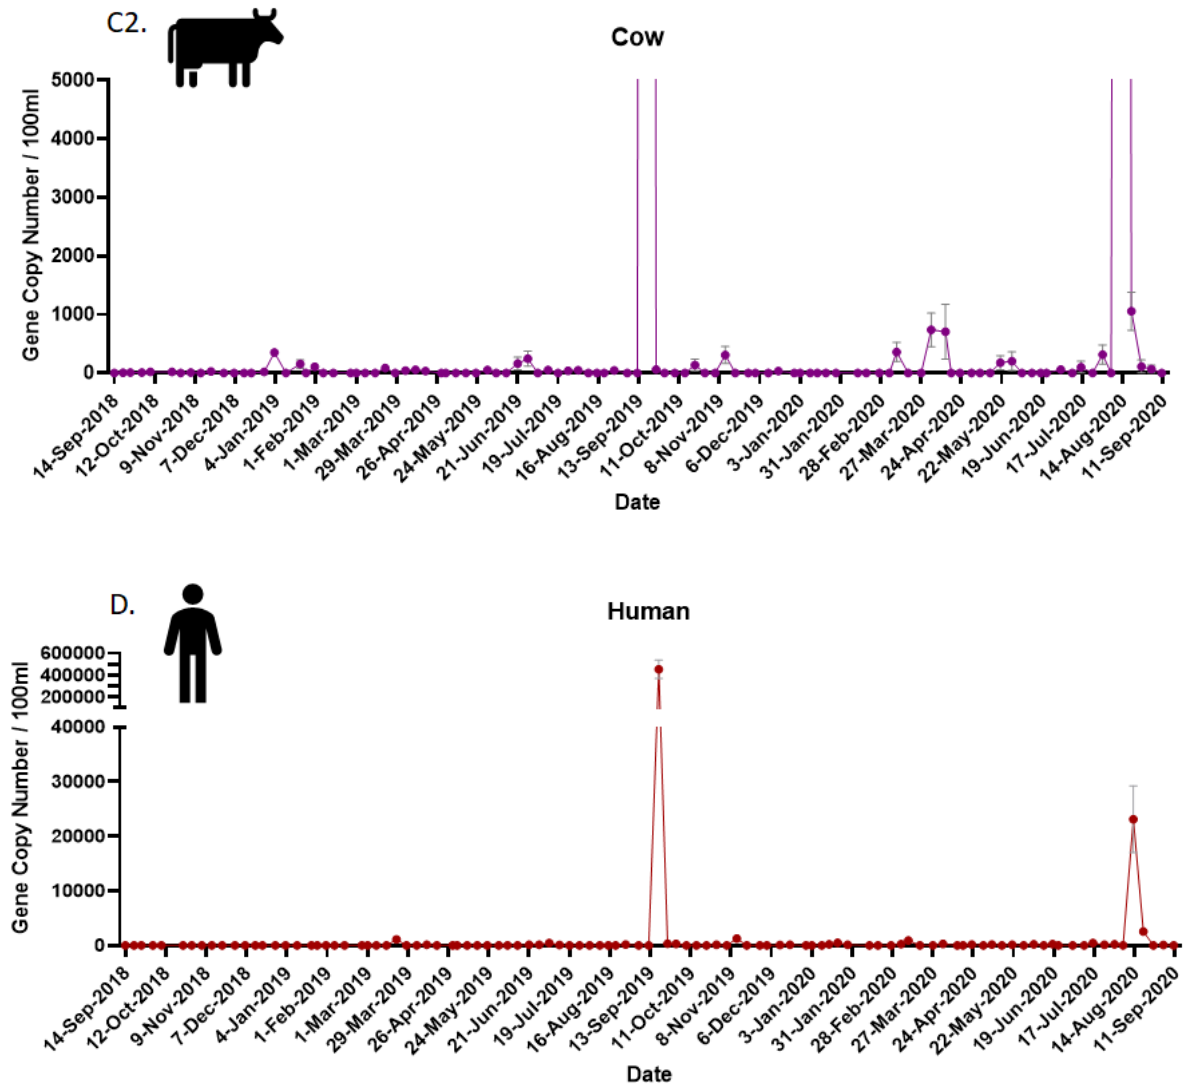 C2.
Cow
Gene Copy Number / 100ml
5000
4000
3000
2000
1000
0
14-Sep-2018
12-Oct-2018
9-Nov-2018
7-Dec-2018
4-Jan-2019
1-Feb-2019
1-Mar-2019
29-Mar-2019
26-Apr-2019
24-May-2019
21-Jun-2019
19-Jul-2019
16-Aug-2019
13-Sep-2019
11-Oct-2019
8-Nov-2019
6-Dec-2019
3-Jan-2020
31-Jan-2020
28-Feb-2020
27-Mar-2020
24-Apr-2020
22-May-2020
19-Jun-2020
17-Jul-2020
14-Aug-2020
11-Sep-2020
Date
D.
Human
Gene Copy Number / 100ml
600000
400000
200000
40000
30000
20000
10000
0
14-Sep-2018
12-Oct-2018
9-Nov-2018
7-Dec-2018
4-Jan-2019
1-Feb-2019
1-Mar-2019
29-Mar-2019
26-Apr-2019
24-May-2019
21-Jun-2019
19-Jul-2019
16-Aug-2019
13-Sep-2019
11-Oct-2019
8-Nov-2019
6-Dec-2019
3-Jan-2020
31-Jan-2020
28-Feb-2020
27-Mar-2020
24-Apr-2020
22-May-2020
19-Jun-2020
17-Jul-2020
14-Aug-2020
11-Sep-2020
Date